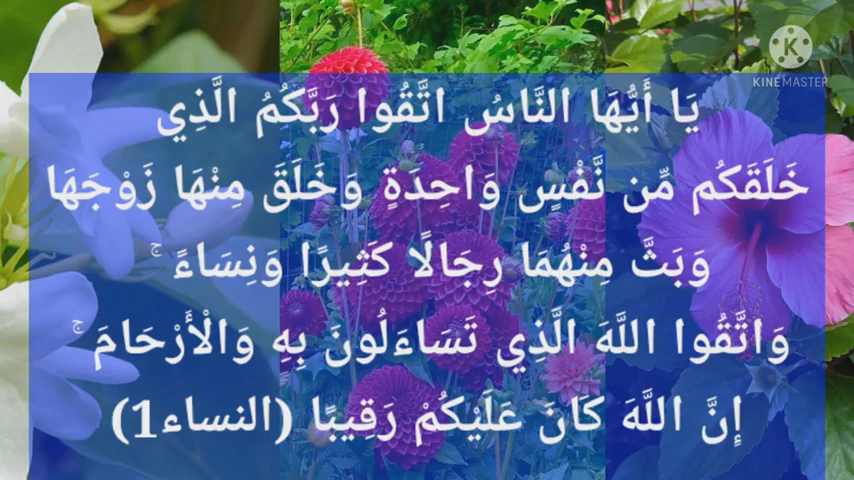 KINEMASTER
يَا أَيُّهَا النَّاسُ اتَّقُوا رَبَّكُمُ الَّذِي
خَلَقَكُم مِّن نَّفْسٍ وَاحِدَةٍ وَخَلَقَ مِنْهَا زَوْجَهَا
وَبَثَّ مِنْهُمَا رِجَالًا كَثِيرًا وَنِسَاءً ۚ
وَاتَّقُوا اللَّهَ الَّذِي تَسَاءَلُونَ بِهِ وَالْأَرْحَامَ ۚ
إِنَّ اللَّهَ كَانَ عَلَيْكُمْ رَقِيبًا (النساء1)